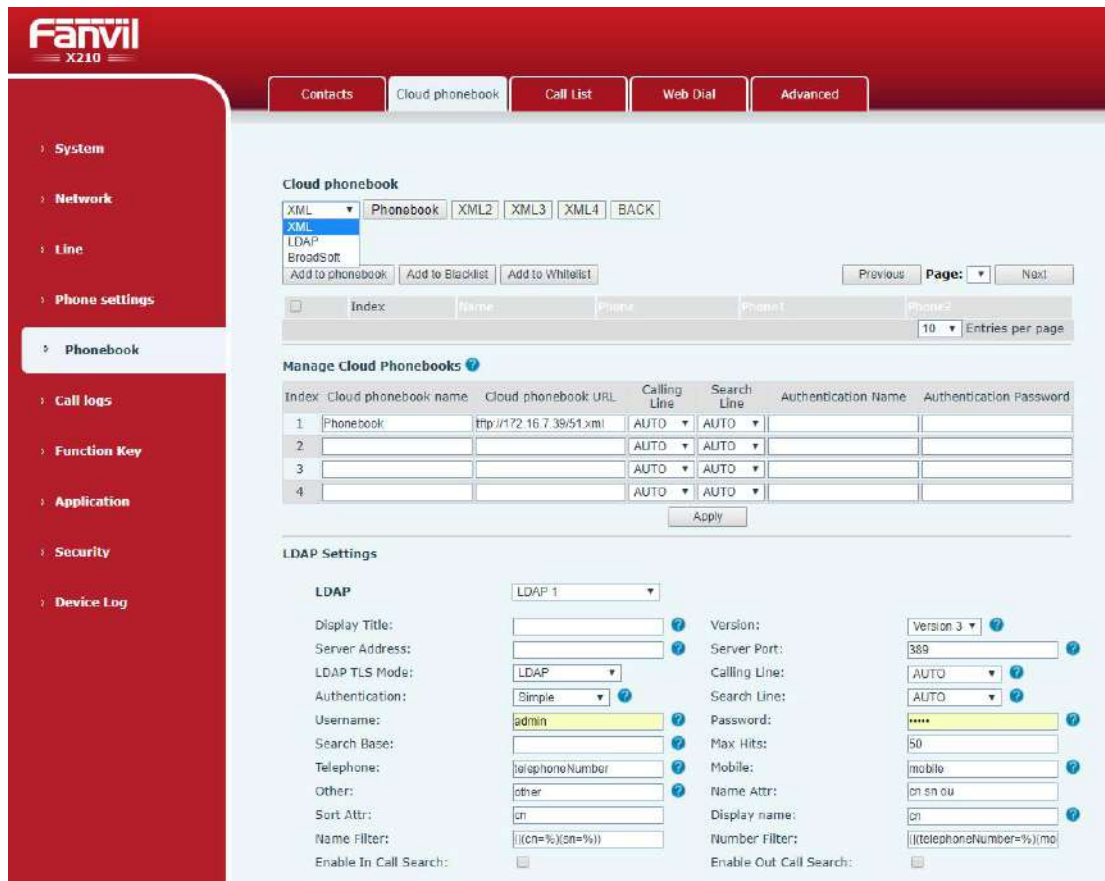 Fanvil
X210
Contacts Cloud phonebook Call List Web Dial Advanced
System
Network
Line
Phone settings
Phonebook
Call logs
Function Key
Application
Security
Device Log
Cloud phonebook
XML Phonebook XML2 XML3 XML4 BACK
XML
LDAP
BroadSoft
Add to phonebook Add to Blacklist Add to Whitelist Previous Page: Next
Index Name Phone Phone1 Phone2
10 Entries per page
Manage Cloud Phonebooks
Index Cloud phonebook name Cloud phonebook URL Calling Line Search Line Authentication Name Authentication Password
1 Phonebook tftp://172.16.7.39/51.xml AUTO AUTO
2 AUTO AUTO
3 AUTO AUTO
4 AUTO AUTO
Apply
LDAP Settings
LDAP LDAP 1
Display Title: Version: Version 3
Server Address: Server Port: 389
LDAP TLS Mode: LDAP Calling Line: AUTO
Authentication: Simple Search Line: AUTO
Username: admin Password: •••••
Search Base: Max Hits: 50
Telephone: telephoneNumber Mobile: mobile
Other: other Name Attr: cn sn ou
Sort Attr: cn Display name: cn
Name Filter: (|(cn=%)(sn=%)) Number Filter: (|(telephoneNumber=%)(mo
Enable In Call Search: Enable Out Call Search: